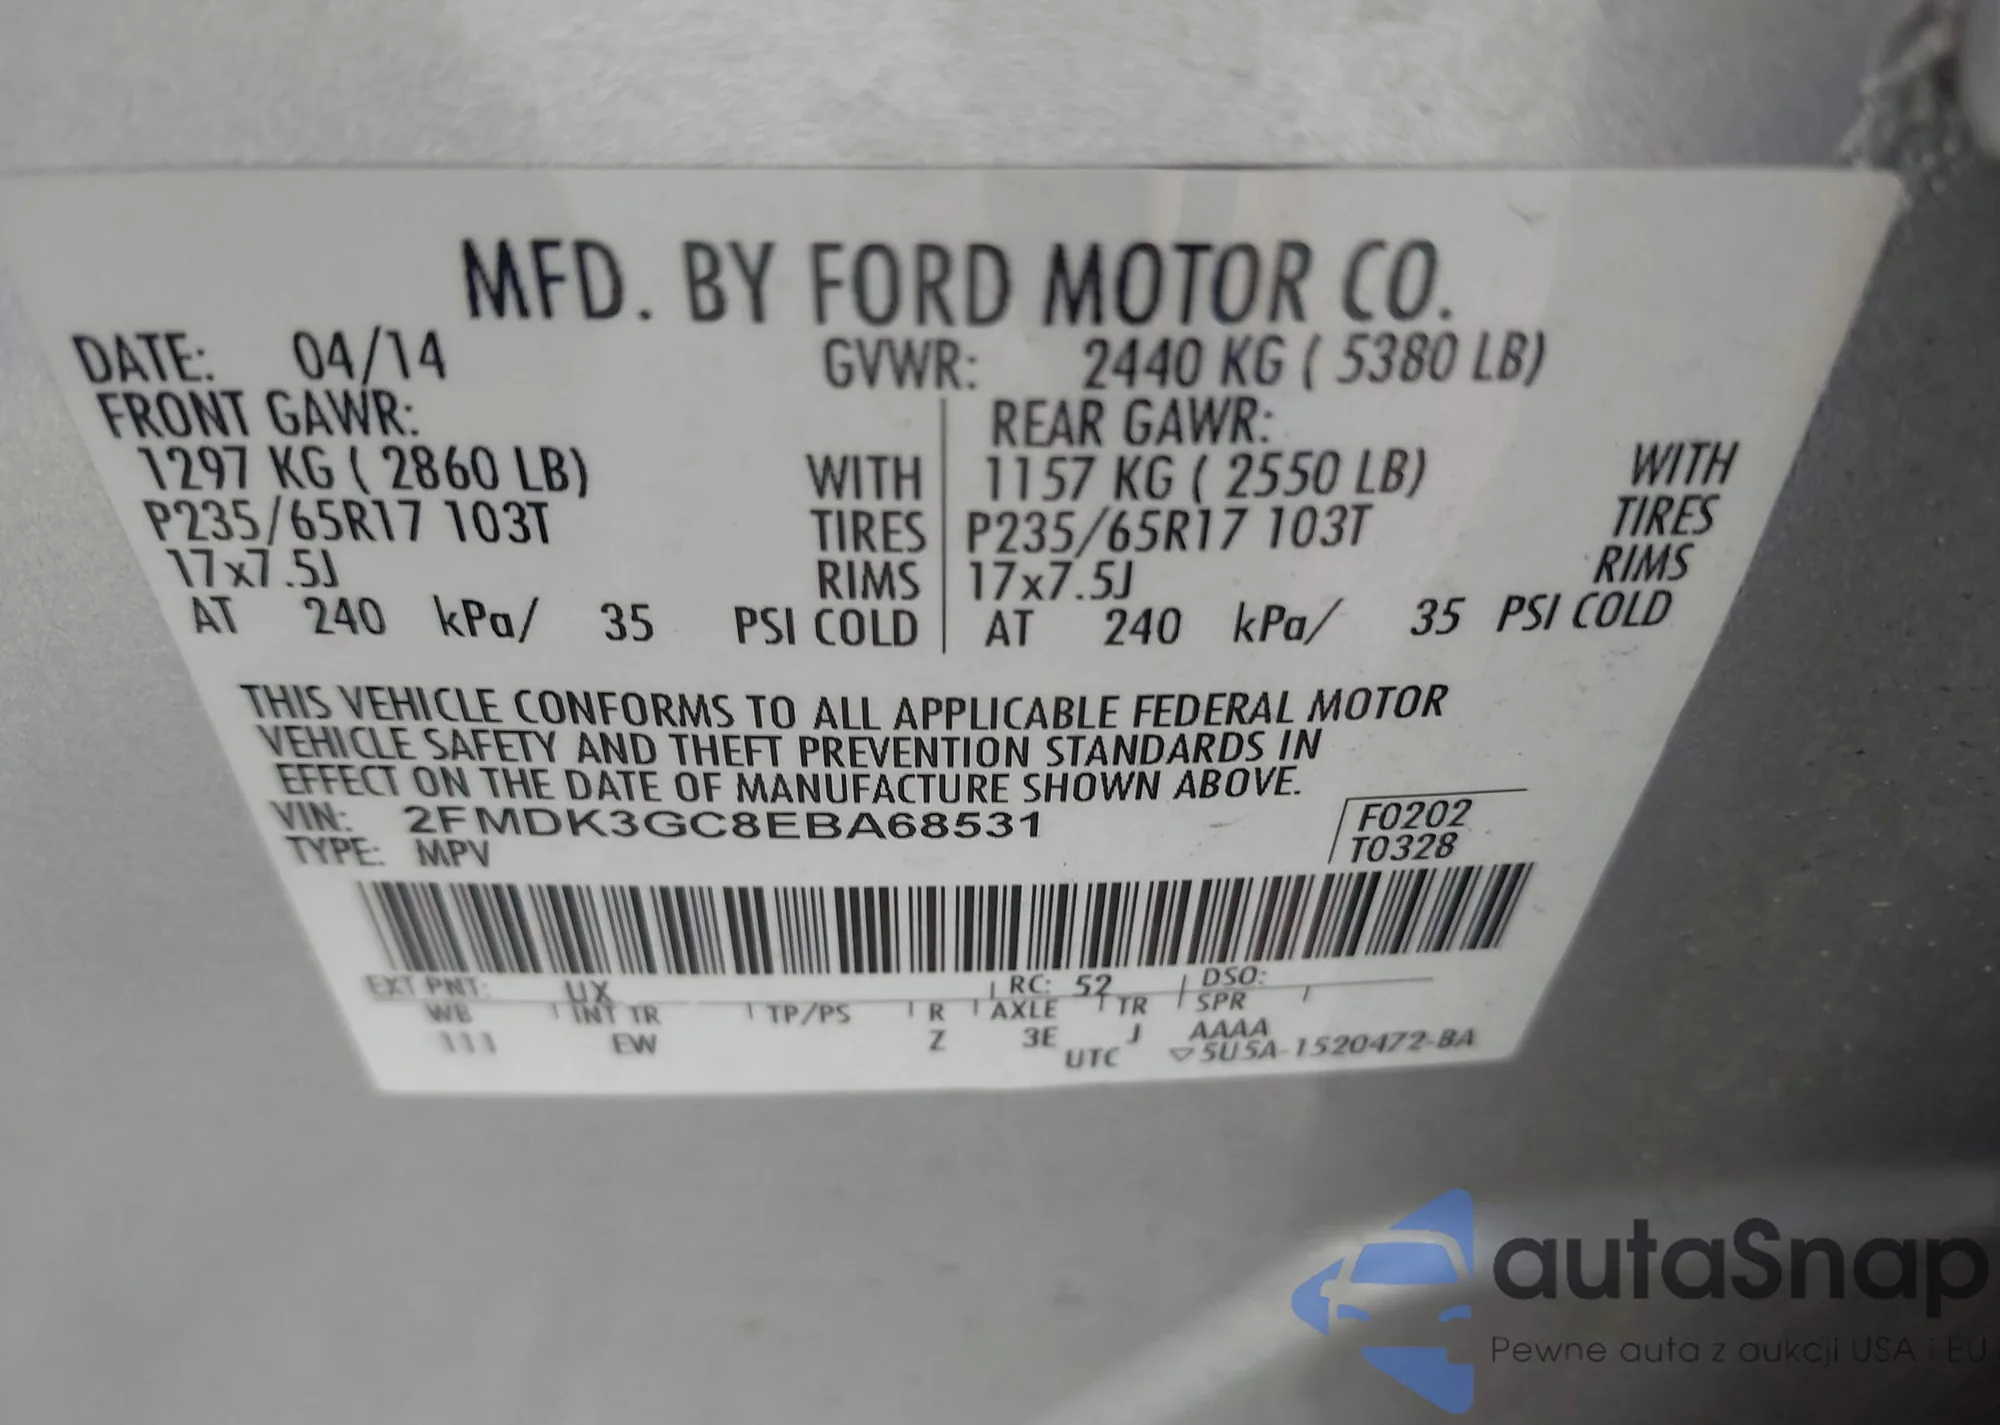 MFD. BY FORD MOTOR CO.
DATE: 04/14 GVWR: 2440 KG ( 5380 LB)
FRONT GAWR: REAR GAWR:
1297 KG ( 2860 LB) WITH 1157 KG ( 2550 LB) WITH
P235/65R17 103T TIRES P235/65R17 103T TIRES
17x7.5J RIMS 17x7.5J RIMS
AT 240 kPa/ 35 PSI COLD AT 240 kPa/ 35 PSI COLD
THIS VEHICLE CONFORMS TO ALL APPLICABLE FEDERAL MOTOR
VEHICLE SAFETY AND THEFT PREVENTION STANDARDS IN
EFFECT ON THE DATE OF MANUFACTURE SHOWN ABOVE.
VIN: 2FMDK3GC8EBA68531 F0202
TYPE: MPV T0328
EXT PNT: UX RC: 52 DSO:
WB INT TR TP/PS R AXLE TR SPR
111 EW Z 3E J AAAA
UTC ▽5U5A-1520472-BA
autaSnap
Pewne auta z aukcji USA i EU